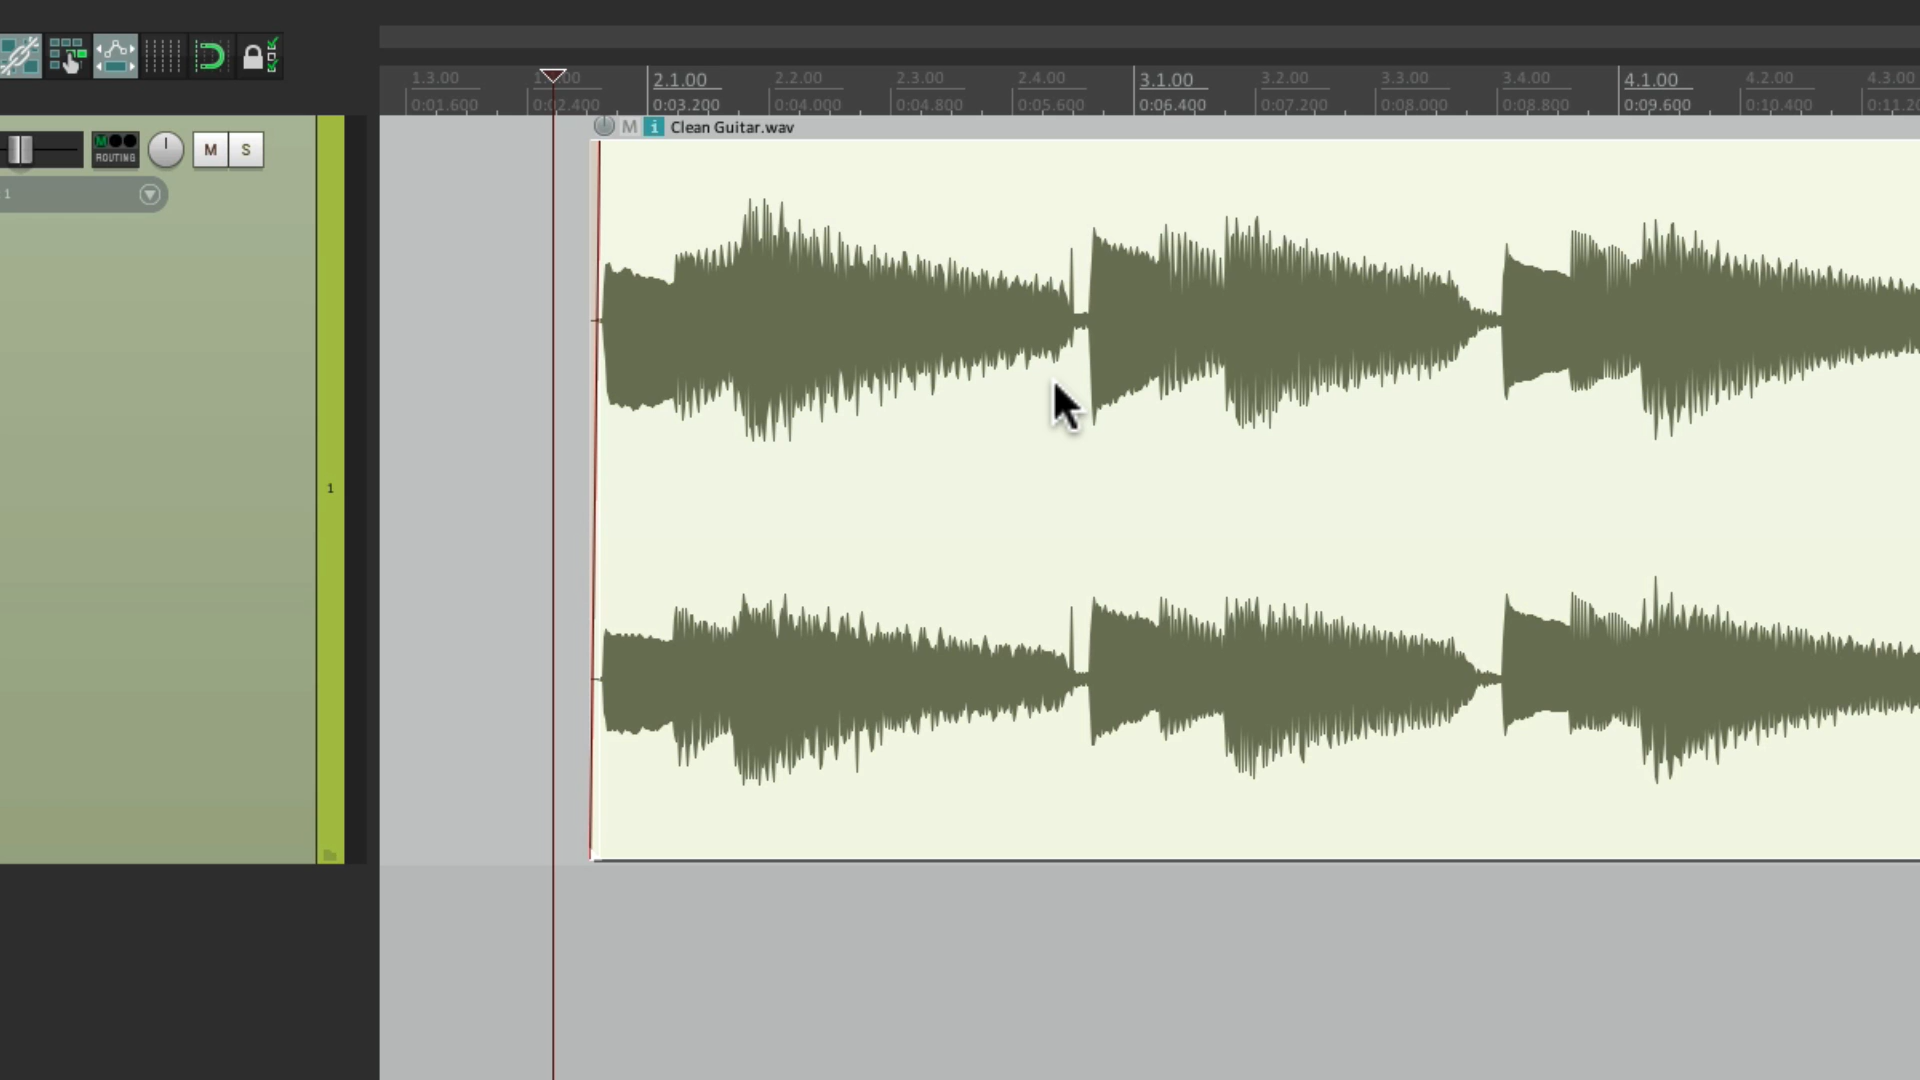 1.3.00 2.1.00 2.2.00 2.3.00 2.4.00 3.1.00 3.2.00 3.3.00 3.4.00 4.1.00 4.2.00 4.3.00
0:01.600 0:02.400 0:03.200 0:04.000 0:04.800 0:05.600 0:06.400 0:07.200 0:08.000 0:08.800 0:09.600 0:10.400 0:11.20
M i Clean Guitar.wav
M
ROUTING M S
1
1